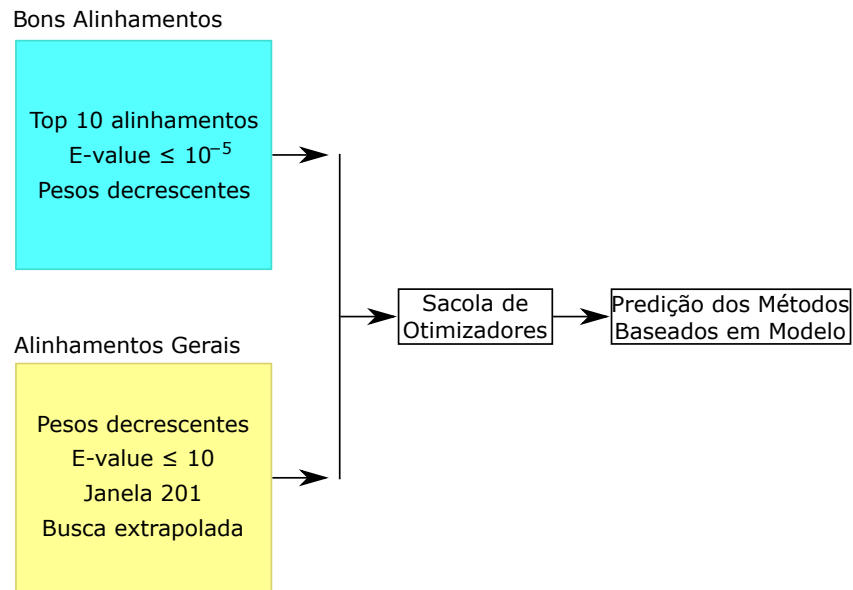 Bons Alinhamentos
Top 10 alinhamentos
E-value ≤ 10⁻⁵
Pesos decrescentes
Alinhamentos Gerais
Pesos decrescentes
E-value ≤ 10
Janela 201
Busca extrapolada
Sacola de
Otimizadores
Predição dos Métodos
Baseados em Modelo